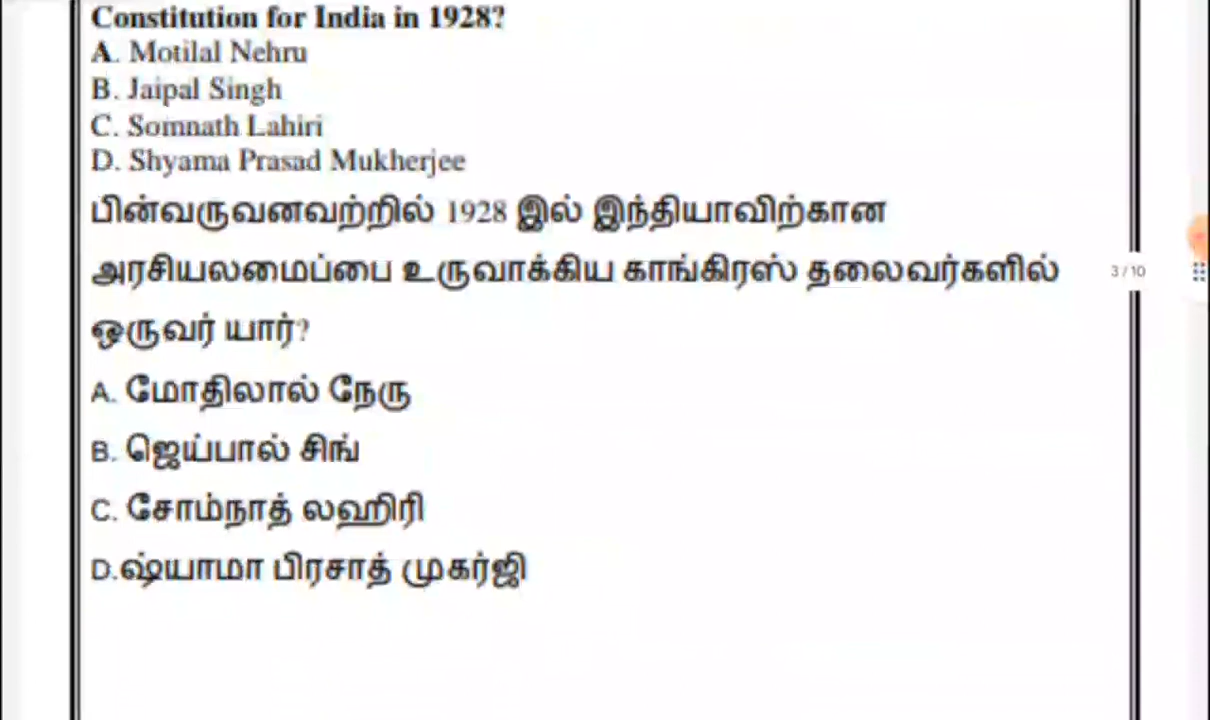 Constitution for India in 1928?
A. Motilal Nehru
B. Jaipal Singh
C. Somnath Lahiri
D. Shyama Prasad Mukherjee
பின்வருவனவற்றில் 1928 இல் இந்தியாவிற்கான
அரசியலமைப்பை உருவாக்கிய காங்கிரஸ் தலைவர்களில்
3 / 10
ஒருவர் யார்?
A. மோதிலால் நேரு
B. ஜெய்பால் சிங்
C. சோம்நாத் லஹிரி
D.ஷ்யாமா பிரசாத் முகர்ஜி